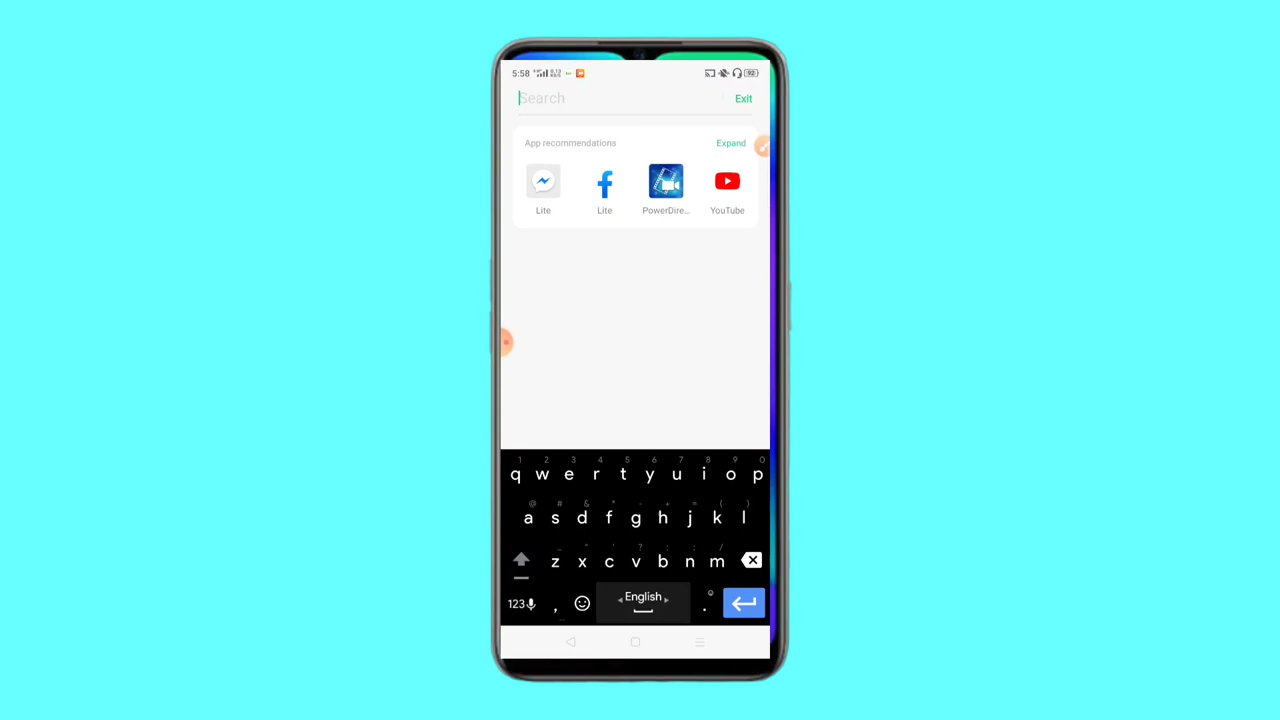 5:58
92
Search
Exit
App recommendations
Expand
Lite
Lite
PowerDire...
YouTube
1 2 3 4 5 6 7 8 9 0
q w e r t y u i o p
@ # & * - + = ( )
a s d f g h j k l
_ " ' ? : ; /
z x c v b n m
123 , English .